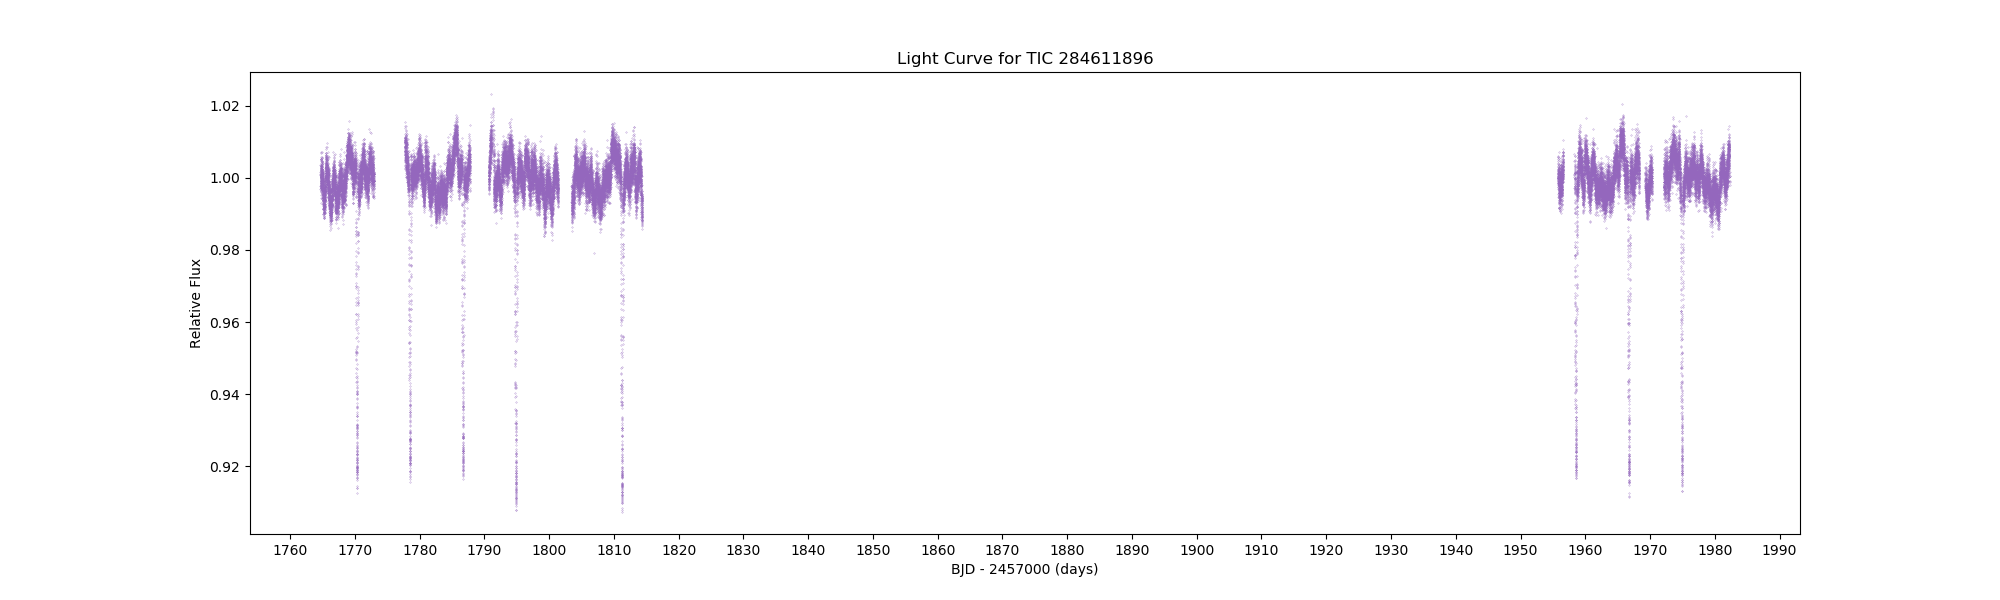 Light Curve for TIC 284611896
Relative Flux
1.02
1.00
0.98
0.96
0.94
0.92
1760 1770 1780 1790 1800 1810 1820 1830 1840 1850 1860 1870 1880 1890 1900 1910 1920 1930 1940 1950 1960 1970 1980 1990
BJD - 2457000 (days)